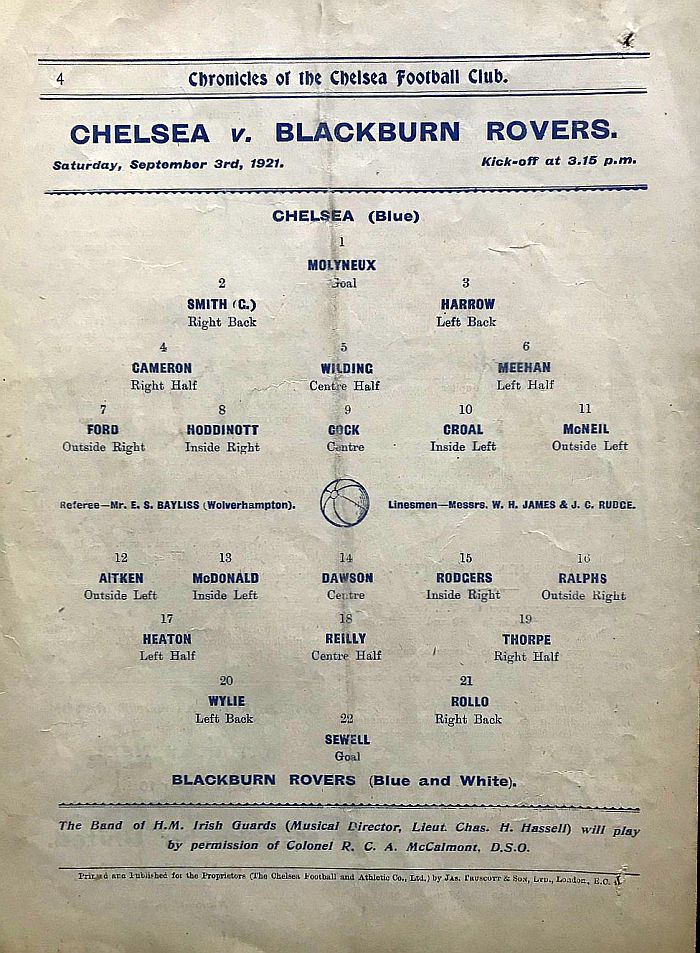 4 Chronicles of the Chelsea Football Club.
CHELSEA v. BLACKBURN ROVERS.
Saturday, September 3rd, 1921. Kick-off at 3.15 p.m.
CHELSEA (Blue)
1
MOLYNEUX
Goal
2 3
SMITH (G.) HARROW
Right Back Left Back
4 5 6
CAMERON WILDING MEEHAN
Right Half Centre Half Left Half
7 8 9 10 11
FORD HODDINOTT COCK CROAL McNEIL
Outside Right Inside Right Centre Inside Left Outside Left
Referee—Mr. E. S. BAYLISS (Wolverhampton). Linesmen—Messrs. W. H. JAMES & J. C. RUDGE.
12 13 14 15 16
AITKEN McDONALD DAWSON RODGERS RALPHS
Outside Left Inside Left Centre Inside Right Outside Right
17 18 19
HEATON REILLY THORPE
Left Half Centre Half Right Half
20 21
WYLIE ROLLO
Left Back Right Back
22
SEWELL
Goal
BLACKBURN ROVERS (Blue and White).
The Band of H.M. Irish Guards (Musical Director, Lieut. Chas. H. Hassell) will play
by permission of Colonel R. C. A. McCalmont, D.S.O.
Printed and Published for the Proprietors (The Chelsea Football and Athletic Co., Ltd.) by JAS. TRUSCOTT & SON, LTD., London, E.C. 4